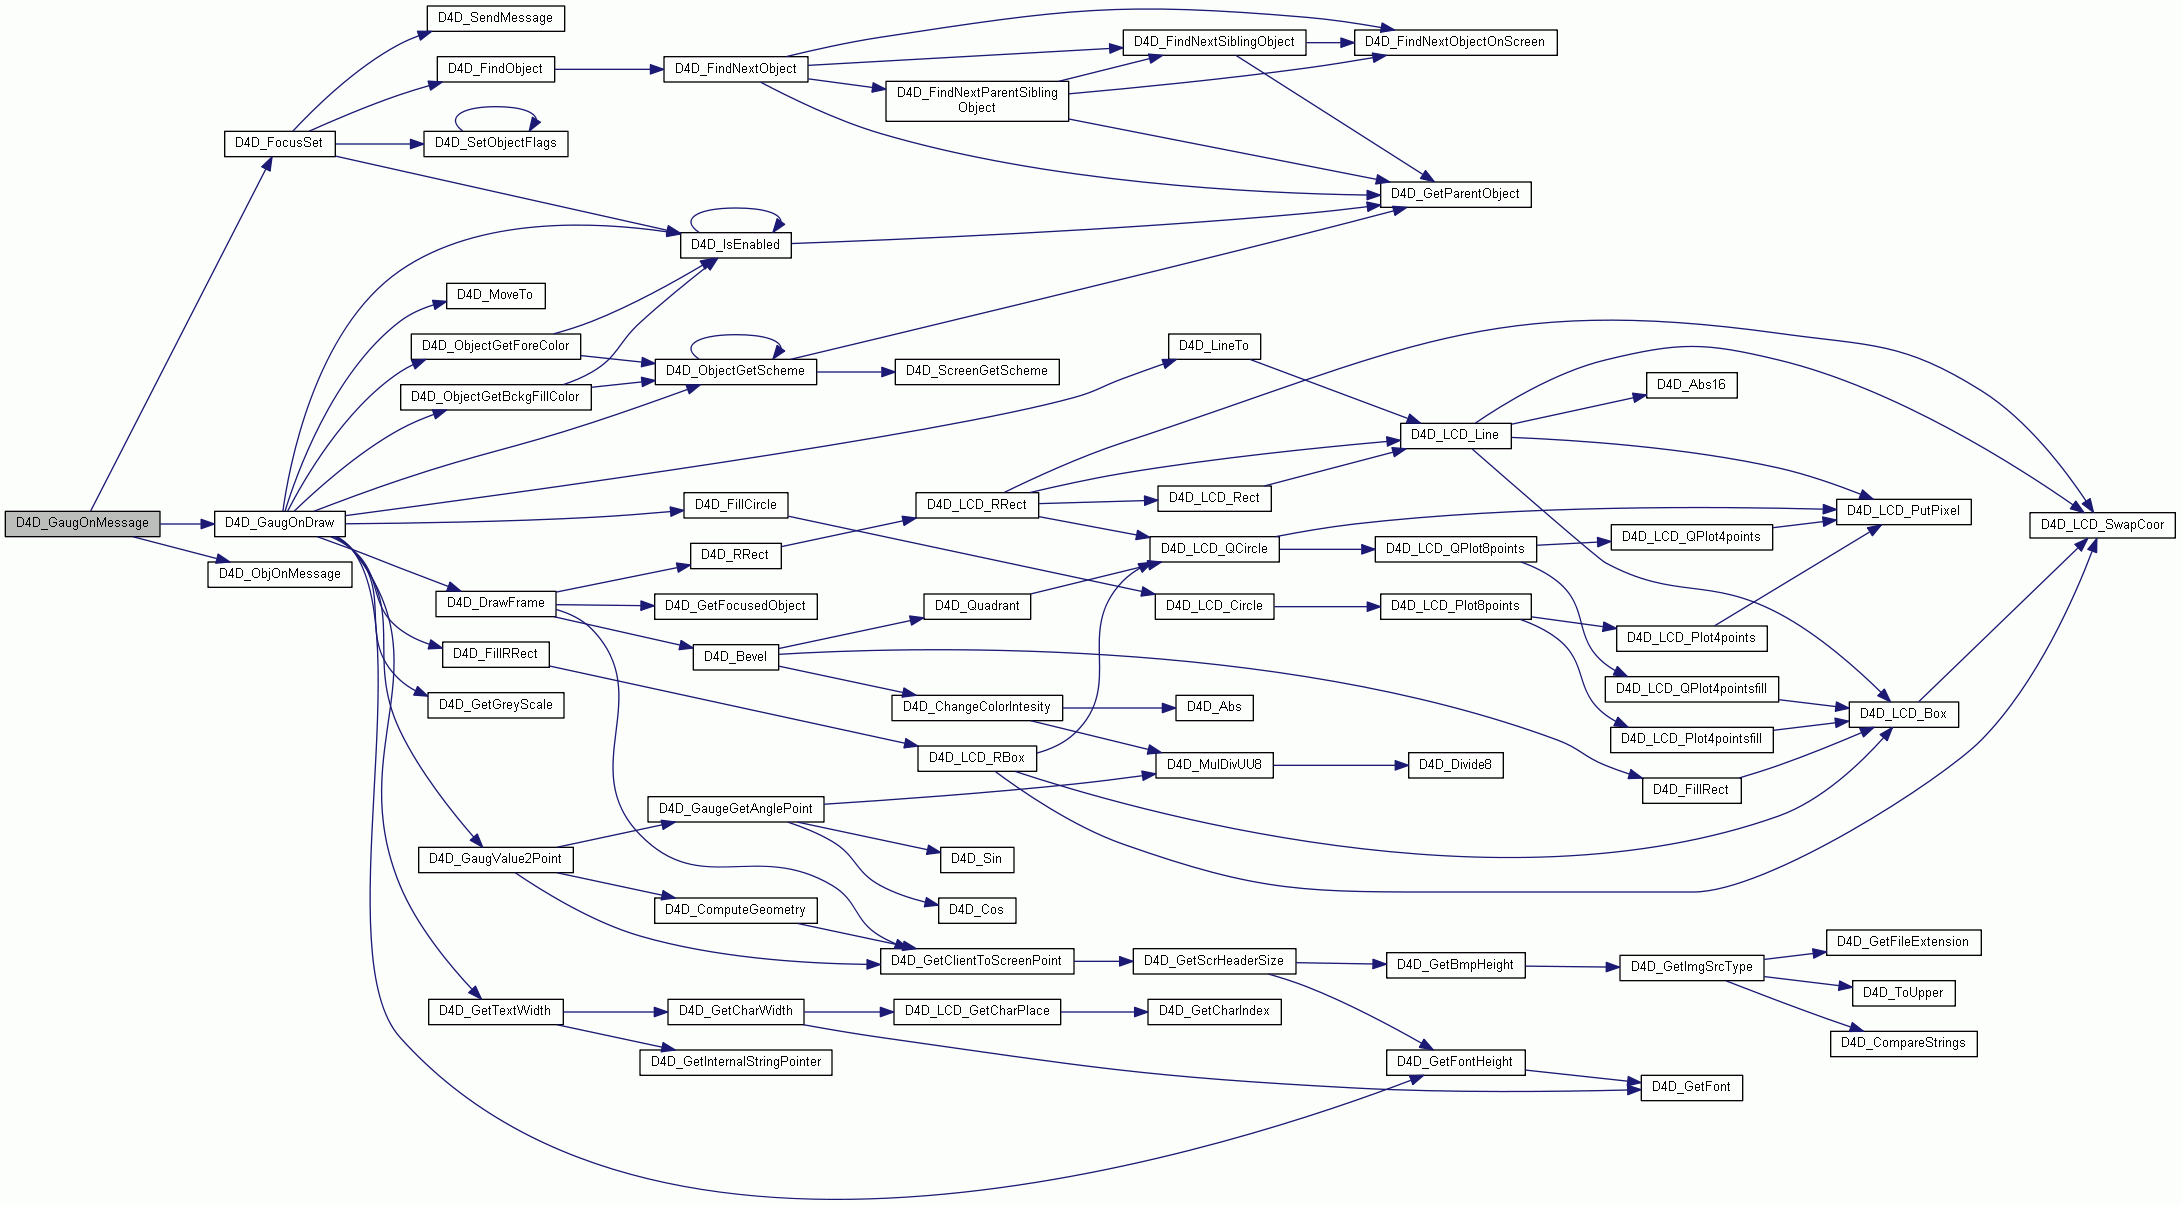 D4D_SendMessage
D4D_FindNextSiblingObject
D4D_FindNextObjectOnScreen
D4D_FindObject
D4D_FindNextObject
D4D_FindNextParentSibling
Object
D4D_FocusSet
D4D_SetObjectFlags
D4D_GetParentObject
D4D_IsEnabled
D4D_MoveTo
D4D_ObjectGetForeColor
D4D_LineTo
D4D_ObjectGetScheme
D4D_ScreenGetScheme
D4D_Abs16
D4D_ObjectGetBckgFillColor
D4D_LCD_Line
D4D_FillCircle
D4D_LCD_RRect
D4D_LCD_Rect
D4D_LCD_PutPixel
D4D_GaugOnMessage
D4D_GaugOnDraw
D4D_LCD_SwapCoor
D4D_LCD_QPlot4points
D4D_RRect
D4D_LCD_QCircle
D4D_LCD_QPlot8points
D4D_ObjOnMessage
D4D_DrawFrame
D4D_GetFocusedObject
D4D_Quadrant
D4D_LCD_Circle
D4D_LCD_Plot8points
D4D_LCD_Plot4points
D4D_FillRRect
D4D_Bevel
D4D_LCD_QPlot4pointsfill
D4D_GetGreyScale
D4D_ChangeColorIntesity
D4D_Abs
D4D_LCD_Box
D4D_LCD_Plot4pointsfill
D4D_LCD_RBox
D4D_MulDivUU8
D4D_Divide8
D4D_FillRect
D4D_GaugeGetAnglePoint
D4D_GaugValue2Point
D4D_Sin
D4D_ComputeGeometry
D4D_Cos
D4D_GetFileExtension
D4D_GetClientToScreenPoint
D4D_GetScrHeaderSize
D4D_GetBmpHeight
D4D_GetImgSrcType
D4D_ToUpper
D4D_GetTextWidth
D4D_GetCharWidth
D4D_LCD_GetCharPlace
D4D_GetCharIndex
D4D_CompareStrings
D4D_GetInternalStringPointer
D4D_GetFontHeight
D4D_GetFont